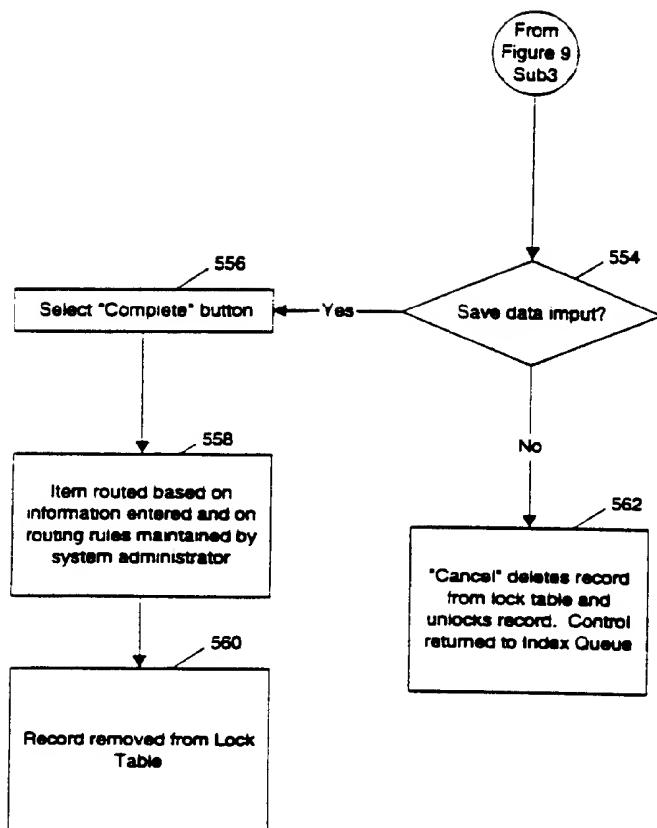 From
Figure 9
Sub3
554
Save data imput?
Yes
556
Select "Complete" button
558
Item routed based on
information entered and on
routing rules maintained by
system administrator
560
Record removed from Lock
Table
No
562
"Cancel" deletes record
from lock table and
unlocks record. Control
returned to Index Queue